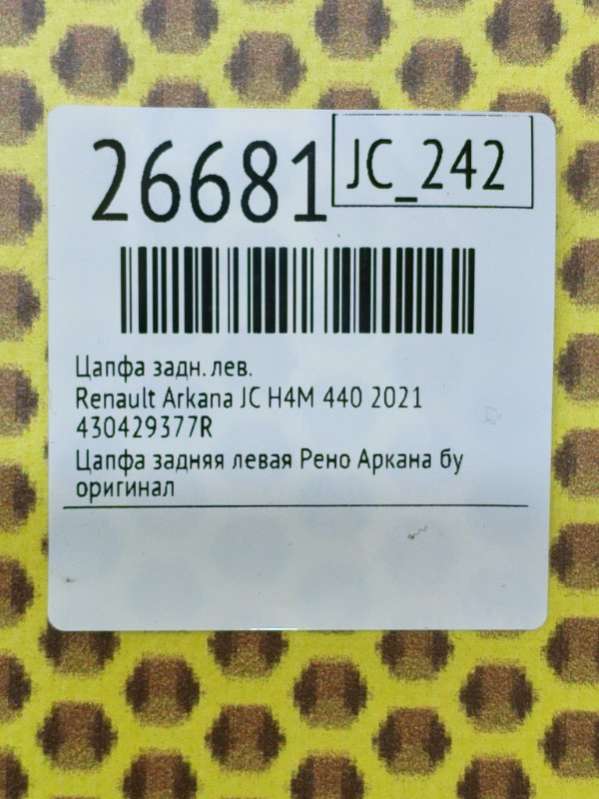 26681
JC_242
Цапфа задн. лев.
Renault Arkana JC H4M 440 2021
430429377R
Цапфа задняя левая Рено Аркана бу
оригинал